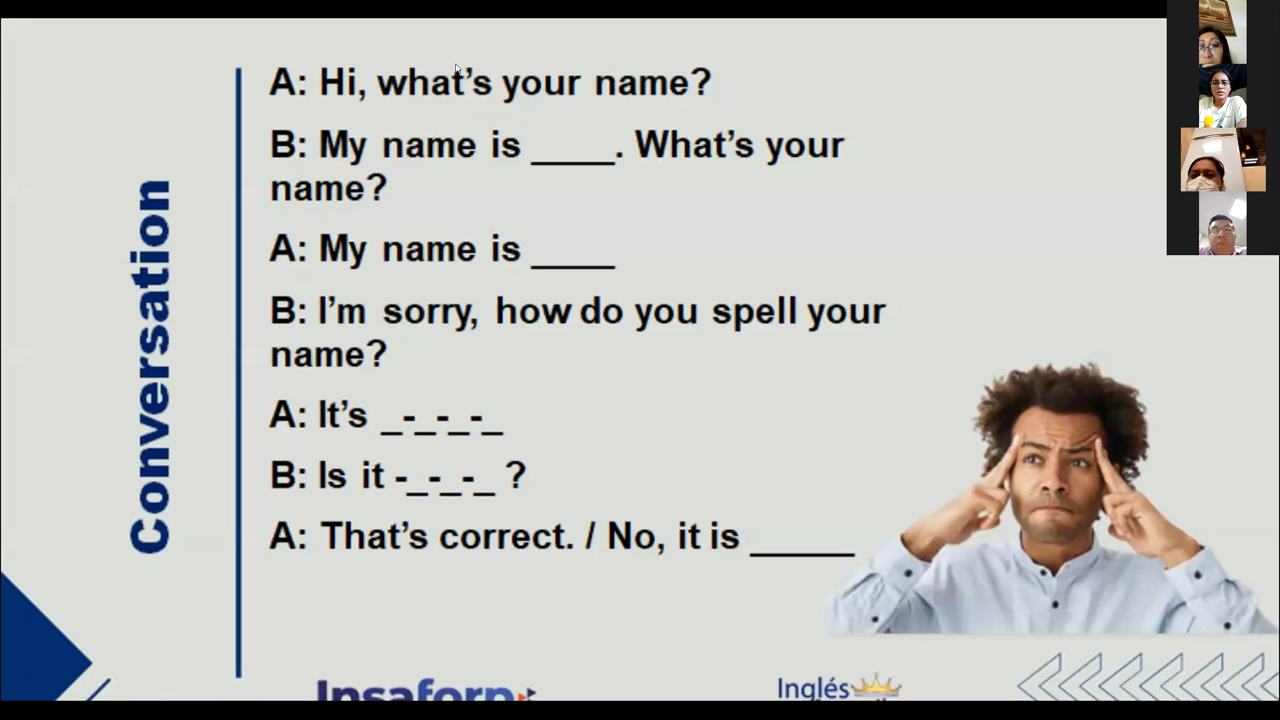 Conversation
A: Hi, what's your name?
B: My name is ____. What's your
name?
A: My name is ____
B: I'm sorry, how do you spell your
name?
A: It's _-_-_-_
B: Is it -_-_-_ ?
A: That's correct. / No, it is _____
Insaforp
Inglés